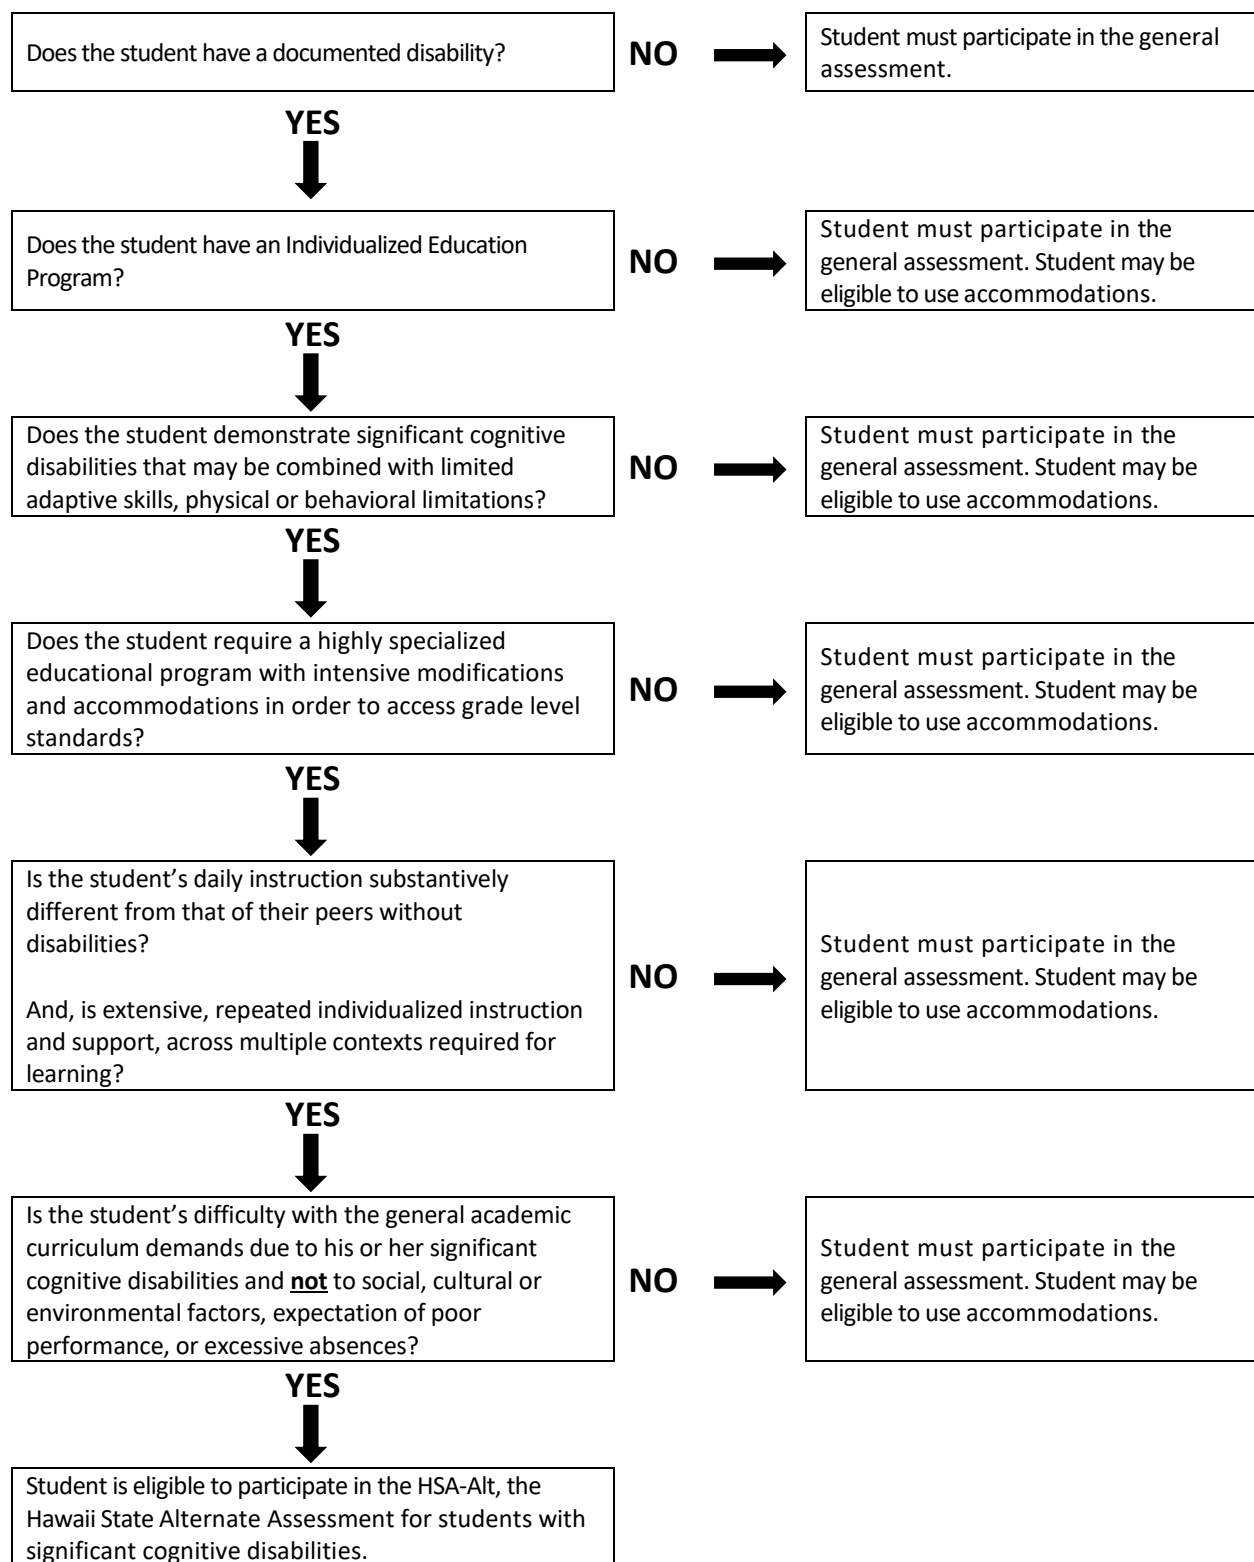 Does the student have a documented disability?
NO
Student must participate in the general
assessment.
YES
Does the student have an Individualized Education
Program?
NO
Student must participate in the
general assessment. Student may be
eligible to use accommodations.
YES
Does the student demonstrate significant cognitive
disabilities that may be combined with limited
adaptive skills, physical or behavioral limitations?
NO
Student must participate in the
general assessment. Student may be
eligible to use accommodations.
YES
Does the student require a highly specialized
educational program with intensive modifications
and accommodations in order to access grade level
standards?
NO
Student must participate in the
general assessment. Student may be
eligible to use accommodations.
YES
Is the student’s daily instruction substantively
different from that of their peers without
disabilities?
And, is extensive, repeated individualized instruction
and support, across multiple contexts required for
learning?
NO
Student must participate in the
general assessment. Student may be
eligible to use accommodations.
YES
Is the student’s difficulty with the general academic
curriculum demands due to his or her significant
cognitive disabilities and not to social, cultural or
environmental factors, expectation of poor
performance, or excessive absences?
NO
Student must participate in the
general assessment. Student may be
eligible to use accommodations.
YES
Student is eligible to participate in the HSA-Alt, the
Hawaii State Alternate Assessment for students with
significant cognitive disabilities.